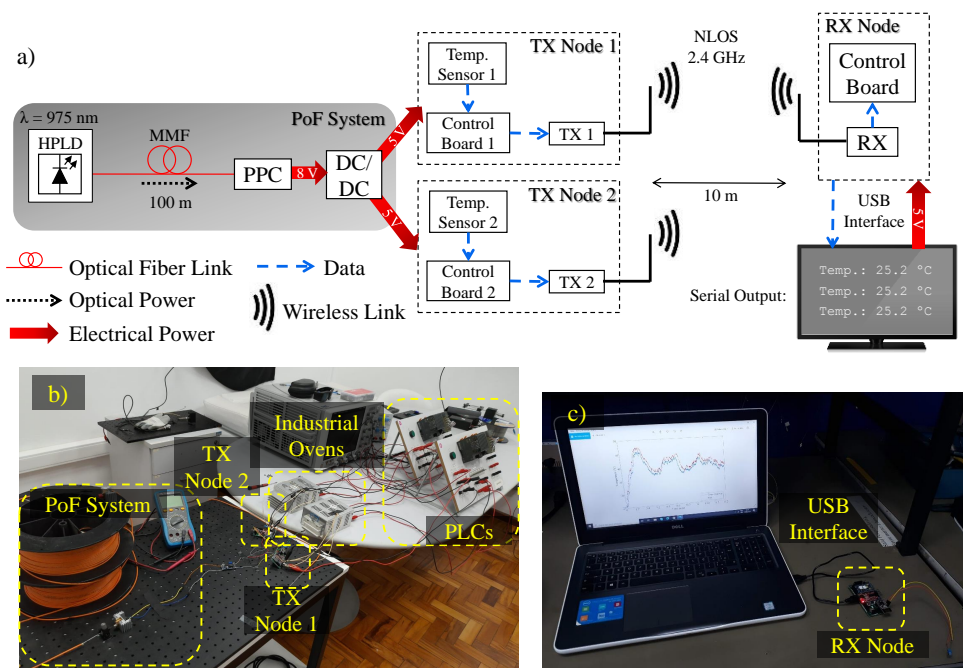 a)
λ = 975 nm
HPLD
MMF
100 m
PoF System
PPC
8 V
DC/
DC
5 V
5 V
TX Node 1
Temp.
Sensor 1
Control
Board 1
TX 1
TX Node 2
Temp.
Sensor 2
Control
Board 2
TX 2
NLOS
2.4 GHz
10 m
RX Node
Control
Board
RX
USB
Interface
5 V
Serial Output:
Temp.: 25.2 °C
Temp.: 25.2 °C
Temp.: 25.2 °C
Optical Fiber Link
Optical Power
Electrical Power
Data
Wireless Link
b)
Industrial
Ovens
TX
Node 2
PoF System
PLCs
TX
Node 1
c)
USB
Interface
RX Node
DELL